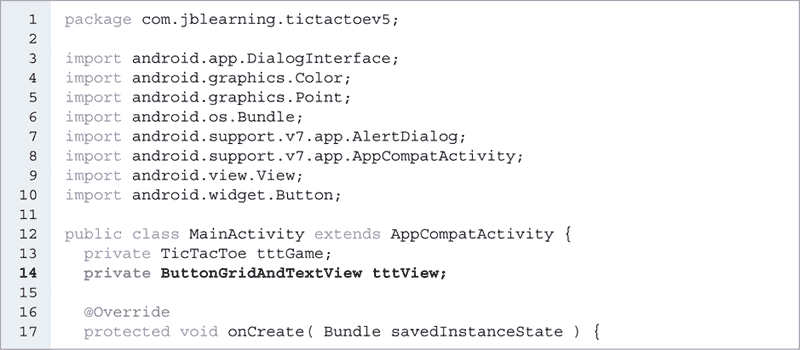 1 package com.jblearning.tictactoev5;
2
3 import android.app.DialogInterface;
4 import android.graphics.Color;
5 import android.graphics.Point;
6 import android.os.Bundle;
7 import android.support.v7.app.AlertDialog;
8 import android.support.v7.app.AppCompatActivity;
9 import android.view.View;
10 import android.widget.Button;
11
12 public class MainActivity extends AppCompatActivity {
13   private TicTacToe tttGame;
14   private ButtonGridAndTextView tttView;
15
16   @Override
17   protected void onCreate( Bundle savedInstanceState ) {